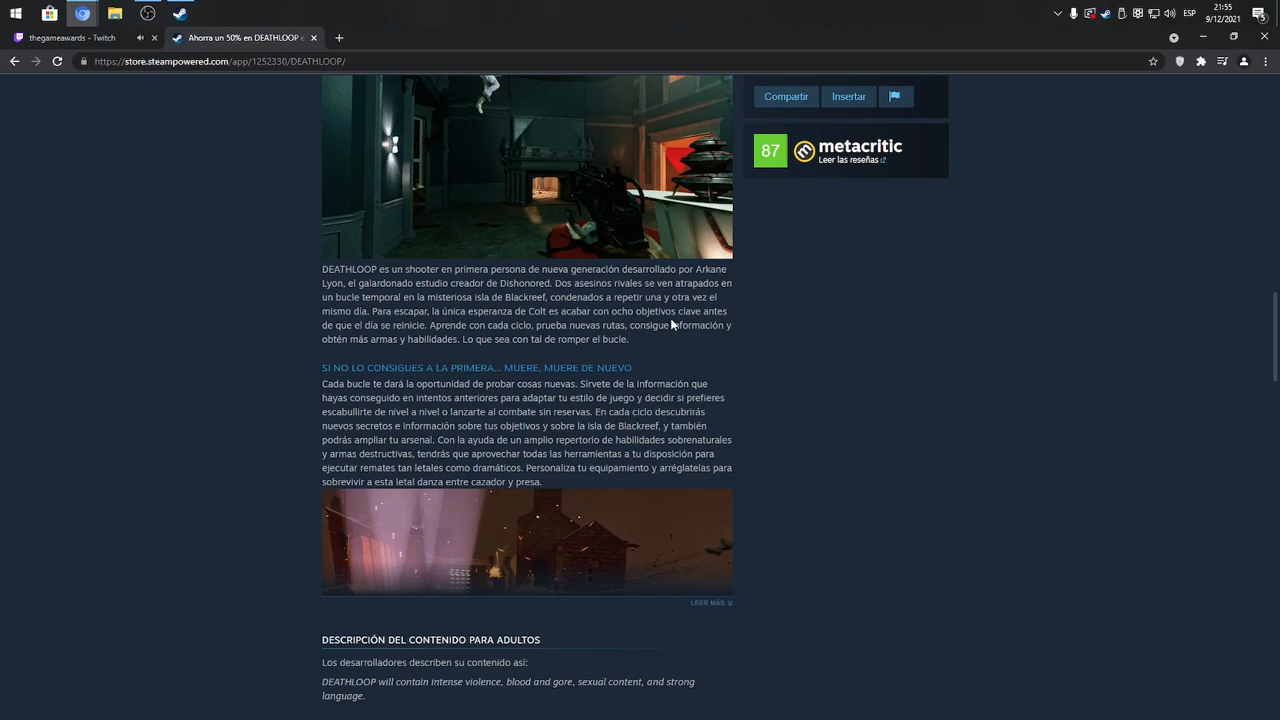 21:55
ESP
9/12/2021
5
thegameawards - Twitch
Ahorra un 50% en DEATHLOOP e
https://store.steampowered.com/app/1252330/DEATHLOOP/
Compartir
Insertar
87
metacritic
Leer las reseñas
DEATHLOOP es un shooter en primera persona de nueva generación desarrollado por Arkane
Lyon, el galardonado estudio creador de Dishonored. Dos asesinos rivales se ven atrapados en
un bucle temporal en la misteriosa isla de Blackreef, condenados a repetir una y otra vez el
mismo día. Para escapar, la única esperanza de Colt es acabar con ocho objetivos clave antes
de que el día se reinicie. Aprende con cada ciclo, prueba nuevas rutas, consigue información y
obtén más armas y habilidades. Lo que sea con tal de romper el bucle.
SI NO LO CONSIGUES A LA PRIMERA... MUERE, MUERE DE NUEVO
Cada bucle te dará la oportunidad de probar cosas nuevas. Sírvete de la información que
hayas conseguido en intentos anteriores para adaptar tu estilo de juego y decidir si prefieres
escabullirte de nivel a nivel o lanzarte al combate sin reservas. En cada ciclo descubrirás
nuevos secretos e información sobre tus objetivos y sobre la isla de Blackreef, y también
podrás ampliar tu arsenal. Con la ayuda de un amplio repertorio de habilidades sobrenaturales
y armas destructivas, tendrás que aprovechar todas las herramientas a tu disposición para
ejecutar remates tan letales como dramáticos. Personaliza tu equipamiento y arréglatelas para
sobrevivir a esta letal danza entre cazador y presa.
LEER MÁS
DESCRIPCIÓN DEL CONTENIDO PARA ADULTOS
Los desarrolladores describen su contenido así:
DEATHLOOP will contain intense violence, blood and gore, sexual content, and strong
language.